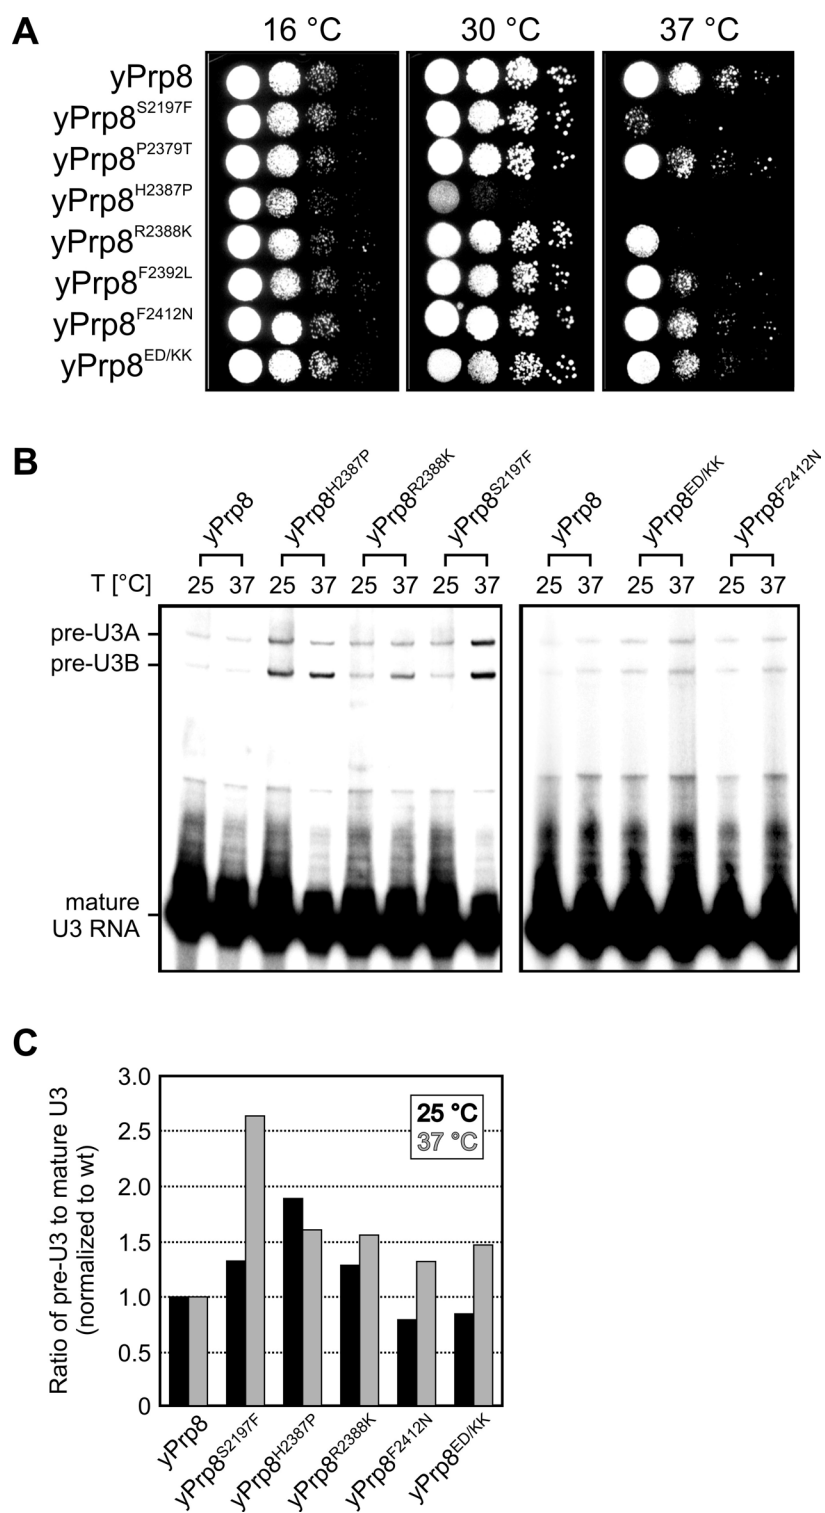 A
16 °C 30 °C 37 °C
yPrp8
yPrp8S2197F
yPrp8P2379T
yPrp8H2387P
yPrp8R2388K
yPrp8F2392L
yPrp8F2412N
yPrp8ED/KK
B
yPrp8 yPrp8H2387P yPrp8R2388K yPrp8S2197F yPrp8 yPrp8ED/KK yPrp8F2412N
T [°C] 25 37 25 37 25 37 25 37 25 37 25 37 25 37
pre-U3A
pre-U3B
mature
U3 RNA
C
Ratio of pre-U3 to mature U3
(normalized to wt)
3.0
2.5
2.0
1.5
1.0
0.5
0
25 °C
37 °C
yPrp8 yPrp8S2197F yPrp8H2387P yPrp8R2388K yPrp8F2412N yPrp8ED/KK